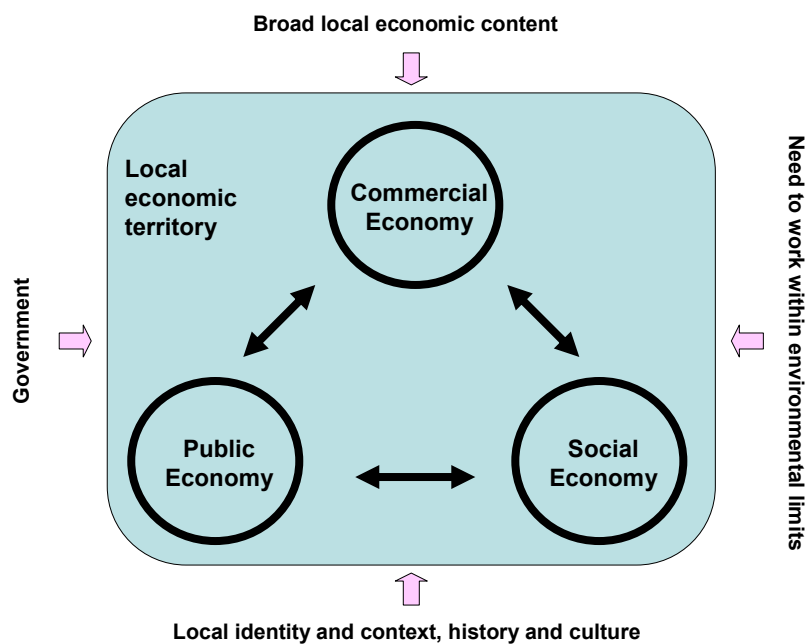 Broad local economic content
Local
economic
territory
Commercial
Economy
Government
Need to work within environmental limits
Public
Economy
Social
Economy
Local identity and context, history and culture